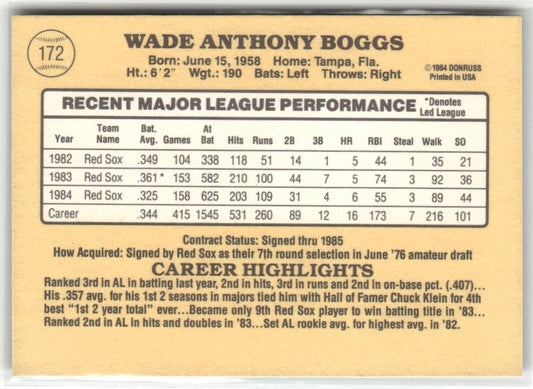 172
WADE ANTHONY BOGGS
Born: June 15, 1958 Home: Tampa, Fla.
Ht.: 6'2" Wgt.: 190 Bats: Left Throws: Right
©1984 DONRUSS
Printed in USA
RECENT MAJOR LEAGUE PERFORMANCE *Denotes Led League
Year Team Name Bat. Avg. Games At Bat Hits Runs 2B 3B HR RBI Steal Walk SO
1982 Red Sox .349 104 338 118 51 14 1 5 44 1 35 21
1983 Red Sox .361* 153 582 210 100 44 7 5 74 3 92 36
1984 Red Sox .325 158 625 203 109 31 4 6 55 3 89 44
Career .344 415 1545 531 260 89 12 16 173 7 216 101
Contract Status: Signed thru 1985
How Acquired: Signed by Red Sox as their 7th round selection in June '76 amateur draft
CAREER HIGHLIGHTS
Ranked 3rd in AL in batting last year, 2nd in hits, 3rd in runs and 2nd in on-base pct. (.407)...
His .357 avg. for his 1st 2 seasons in majors tied him with Hall of Famer Chuck Klein for 4th
best "1st 2 year total" ever...Became only 9th Red Sox player to win batting title in '83...
Ranked 2nd in AL in hits and doubles in '83...Set AL rookie avg. for highest avg. in '82.